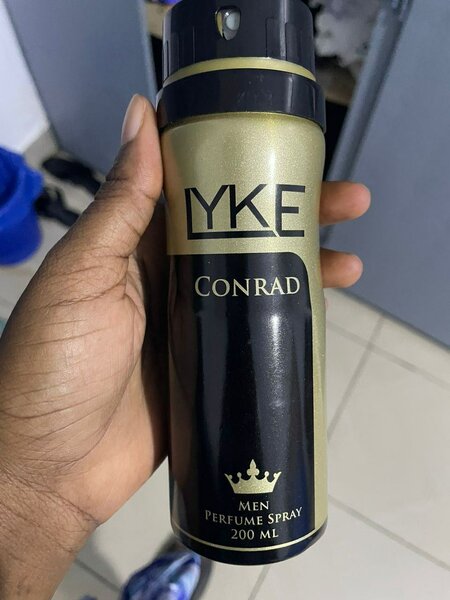 LYKE
CONRAD
MEN
PERFUME SPRAY
200 ML